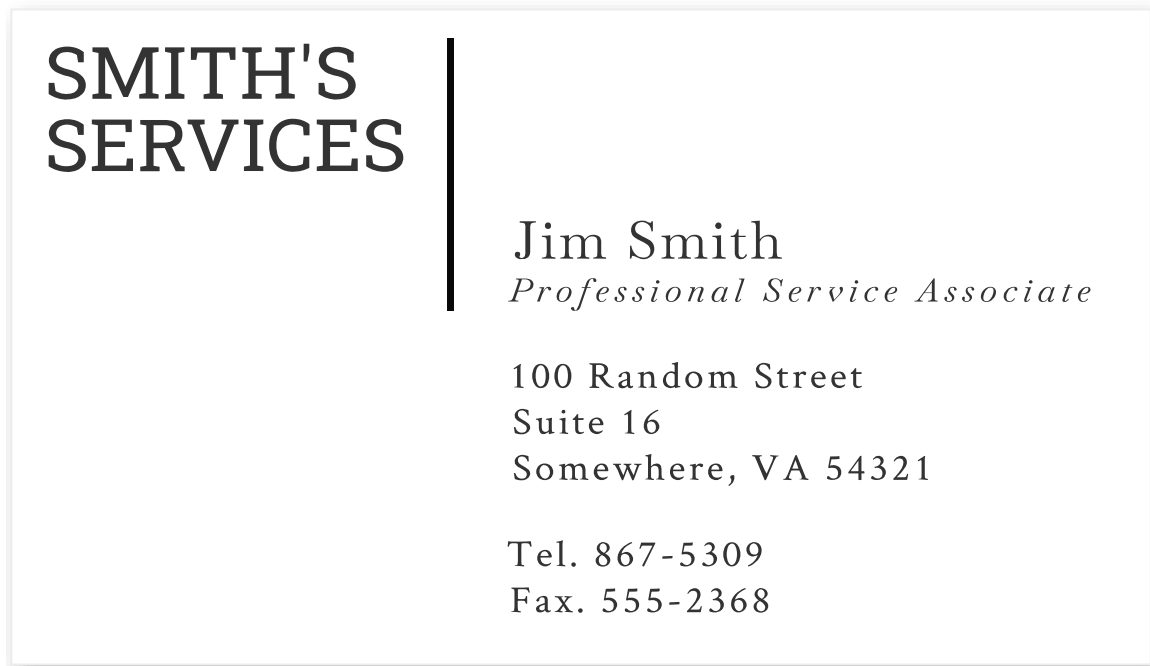 SMITH'S
SERVICES
Jim Smith
Professional Service Associate
100 Random Street
Suite 16
Somewhere, VA 54321
Tel. 867-5309
Fax. 555-2368